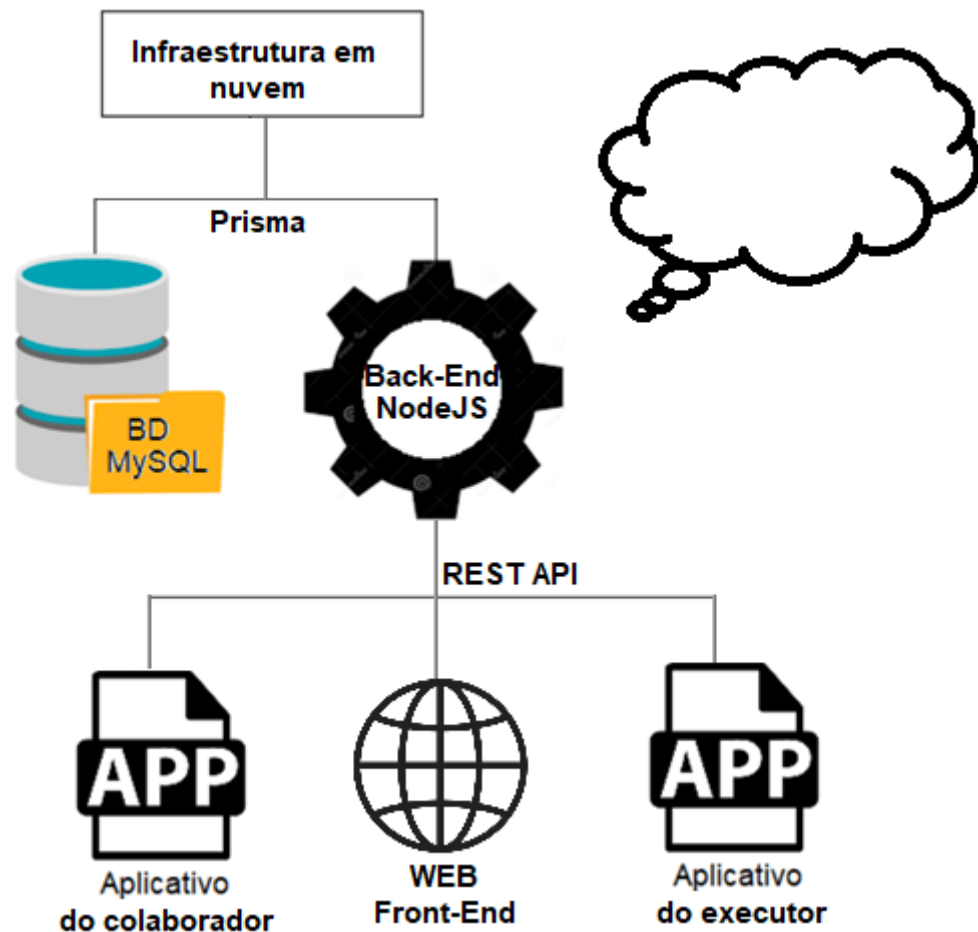 Infraestrutura em
nuvem
Prisma
Back-End
NodeJS
BD
MySQL
REST API
APP
Aplicativo
do colaborador
WEB
Front-End
APP
Aplicativo
do executor